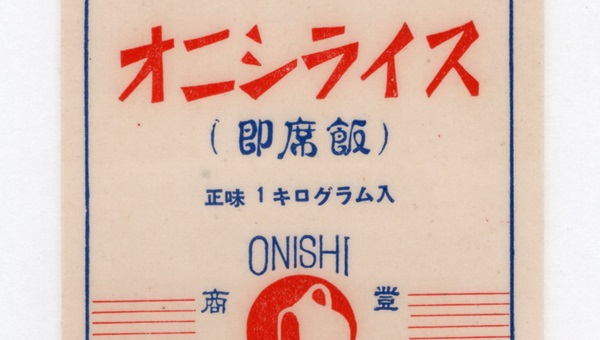 オニシライス
(即席飯)
正味1キログラム入
ONISHI
商 登